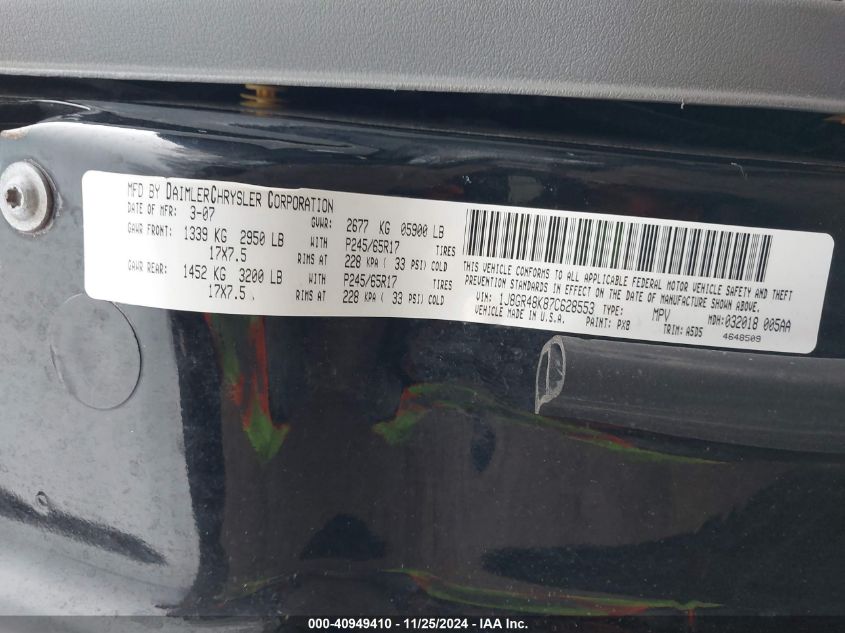 MFD BY DAIMLERCHRYSLER CORPORATION
DATE OF MFR: 3-07 GVWR: 2677 KG 05900 LB
GAWR FRONT: 1339 KG 2950 LB WITH P245/65R17 TIRES
17X7.5 RIMS AT 228 KPA ( 33 PSI) COLD
GAWR REAR: 1452 KG 3200 LB WITH P245/65R17 TIRES
17X7.5 RIMS AT 228 KPA ( 33 PSI) COLD
THIS VEHICLE CONFORMS TO ALL APPLICABLE FEDERAL MOTOR VEHICLE SAFETY AND THEFT
PREVENTION STANDARDS IN EFFECT ON THE DATE OF MANUFACTURE SHOWN ABOVE.
VIN: 1J8GR48K87C628553 TYPE: MPV MDH: 032018 005AA
VEHICLE MADE IN U.S.A. PAINT: PXB TRIM: A5D5 4648509
000-40949410 - 11/25/2024 - IAA Inc.